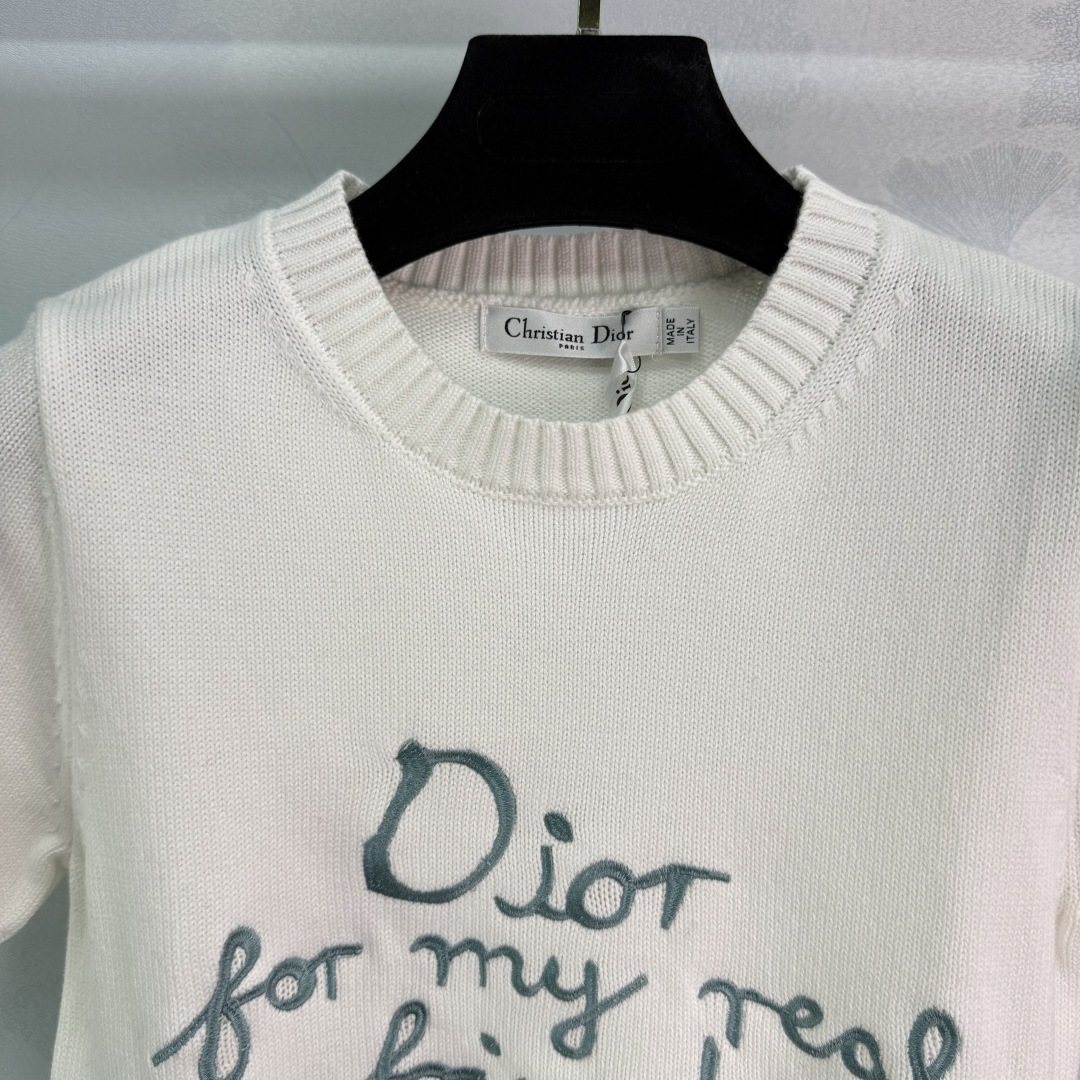 Christian Dior
PARIS
MADE
IN
ITALY
Dior
for my real